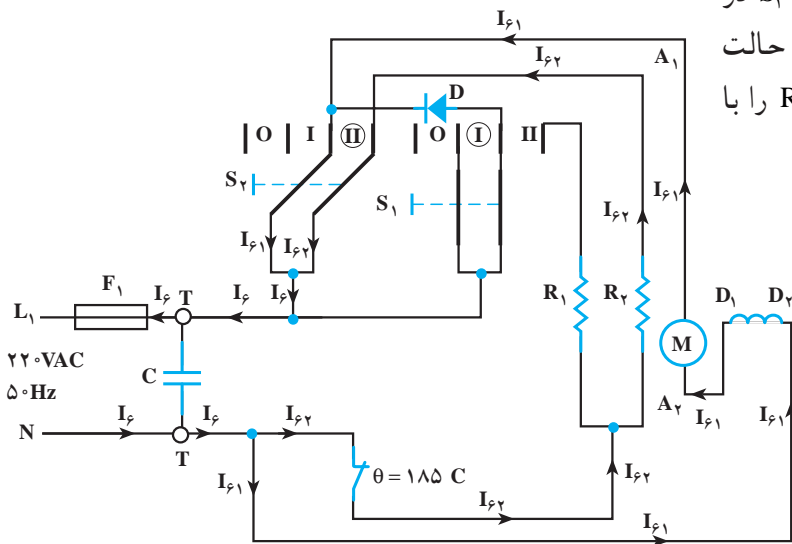 حالت
R را با
I۶۱
A۱
I۶۲
D
O I II O I II
S۲
S۱
I۶۱
I۶۲
I۶۱ I۶۲
F۱
L۱ I۶ T I۶ I۶
R۱ R۲
D۱ D۲
M
۲۲۰VAC
۵۰Hz
C
A۲
I۶۱
I۶۱
N I۶ I۶ I۶۲
T
I۶۱
θ = ۱۸۵ C
I۶۲
I۶۲
I۶۱